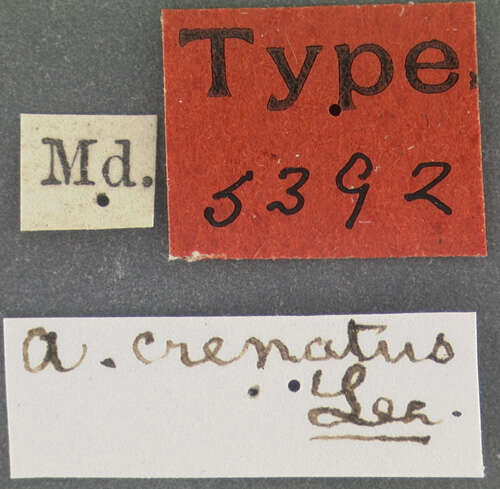 Type.
5392
Md.
a. crenatus
Lec.